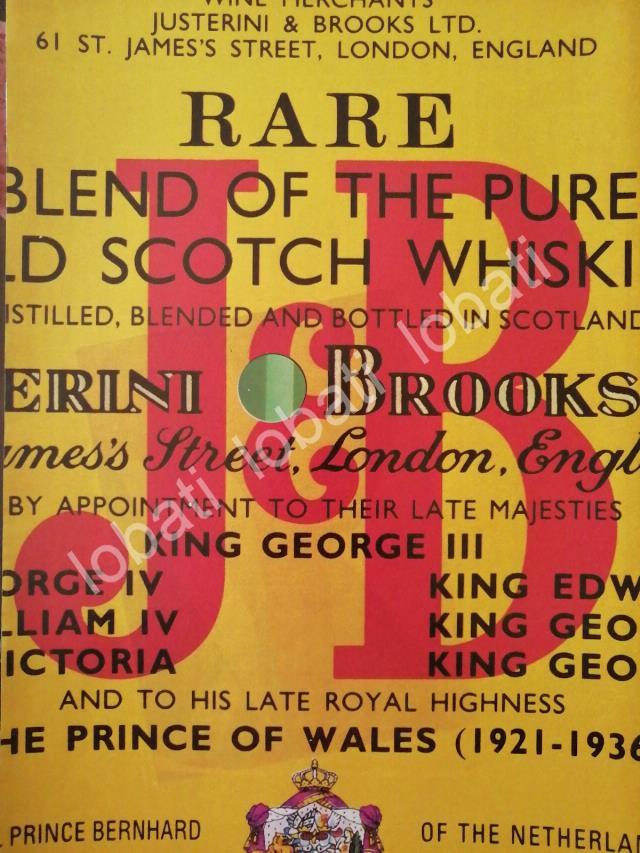 WINE MERCHANTS
JUSTERINI & BROOKS LTD.
61 ST. JAMES'S STREET, LONDON, ENGLAND
RARE
BLEND OF THE PURE
LD SCOTCH WHISKI
ISTILLED, BLENDED AND BOTTLED IN SCOTLAND
J&B
ERINI BROOKS
ames's Street, London, Engl
BY APPOINTMENT TO THEIR LATE MAJESTIES
KING GEORGE III
ORGE IV KING EDW
LLIAM IV KING GEO
ICTORIA KING GEO
AND TO HIS LATE ROYAL HIGHNESS
HE PRINCE OF WALES (1921-1936
PRINCE BERNHARD OF THE NETHERLA
lobati lobati lobati lobati